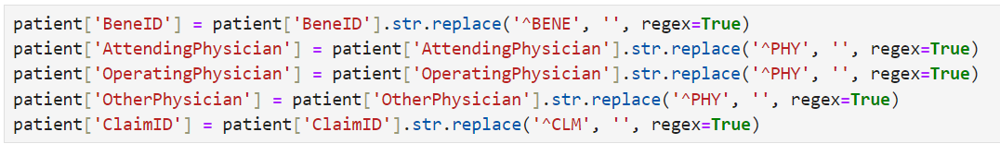 patient['BeneID'] = patient['BeneID'].str.replace('^BENE', '', regex=True)
patient['AttendingPhysician'] = patient['AttendingPhysician'].str.replace('^PHY', '', regex=True)
patient['OperatingPhysician'] = patient['OperatingPhysician'].str.replace('^PHY', '', regex=True)
patient['OtherPhysician'] = patient['OtherPhysician'].str.replace('^PHY', '', regex=True)
patient['ClaimID'] = patient['ClaimID'].str.replace('^CLM', '', regex=True)